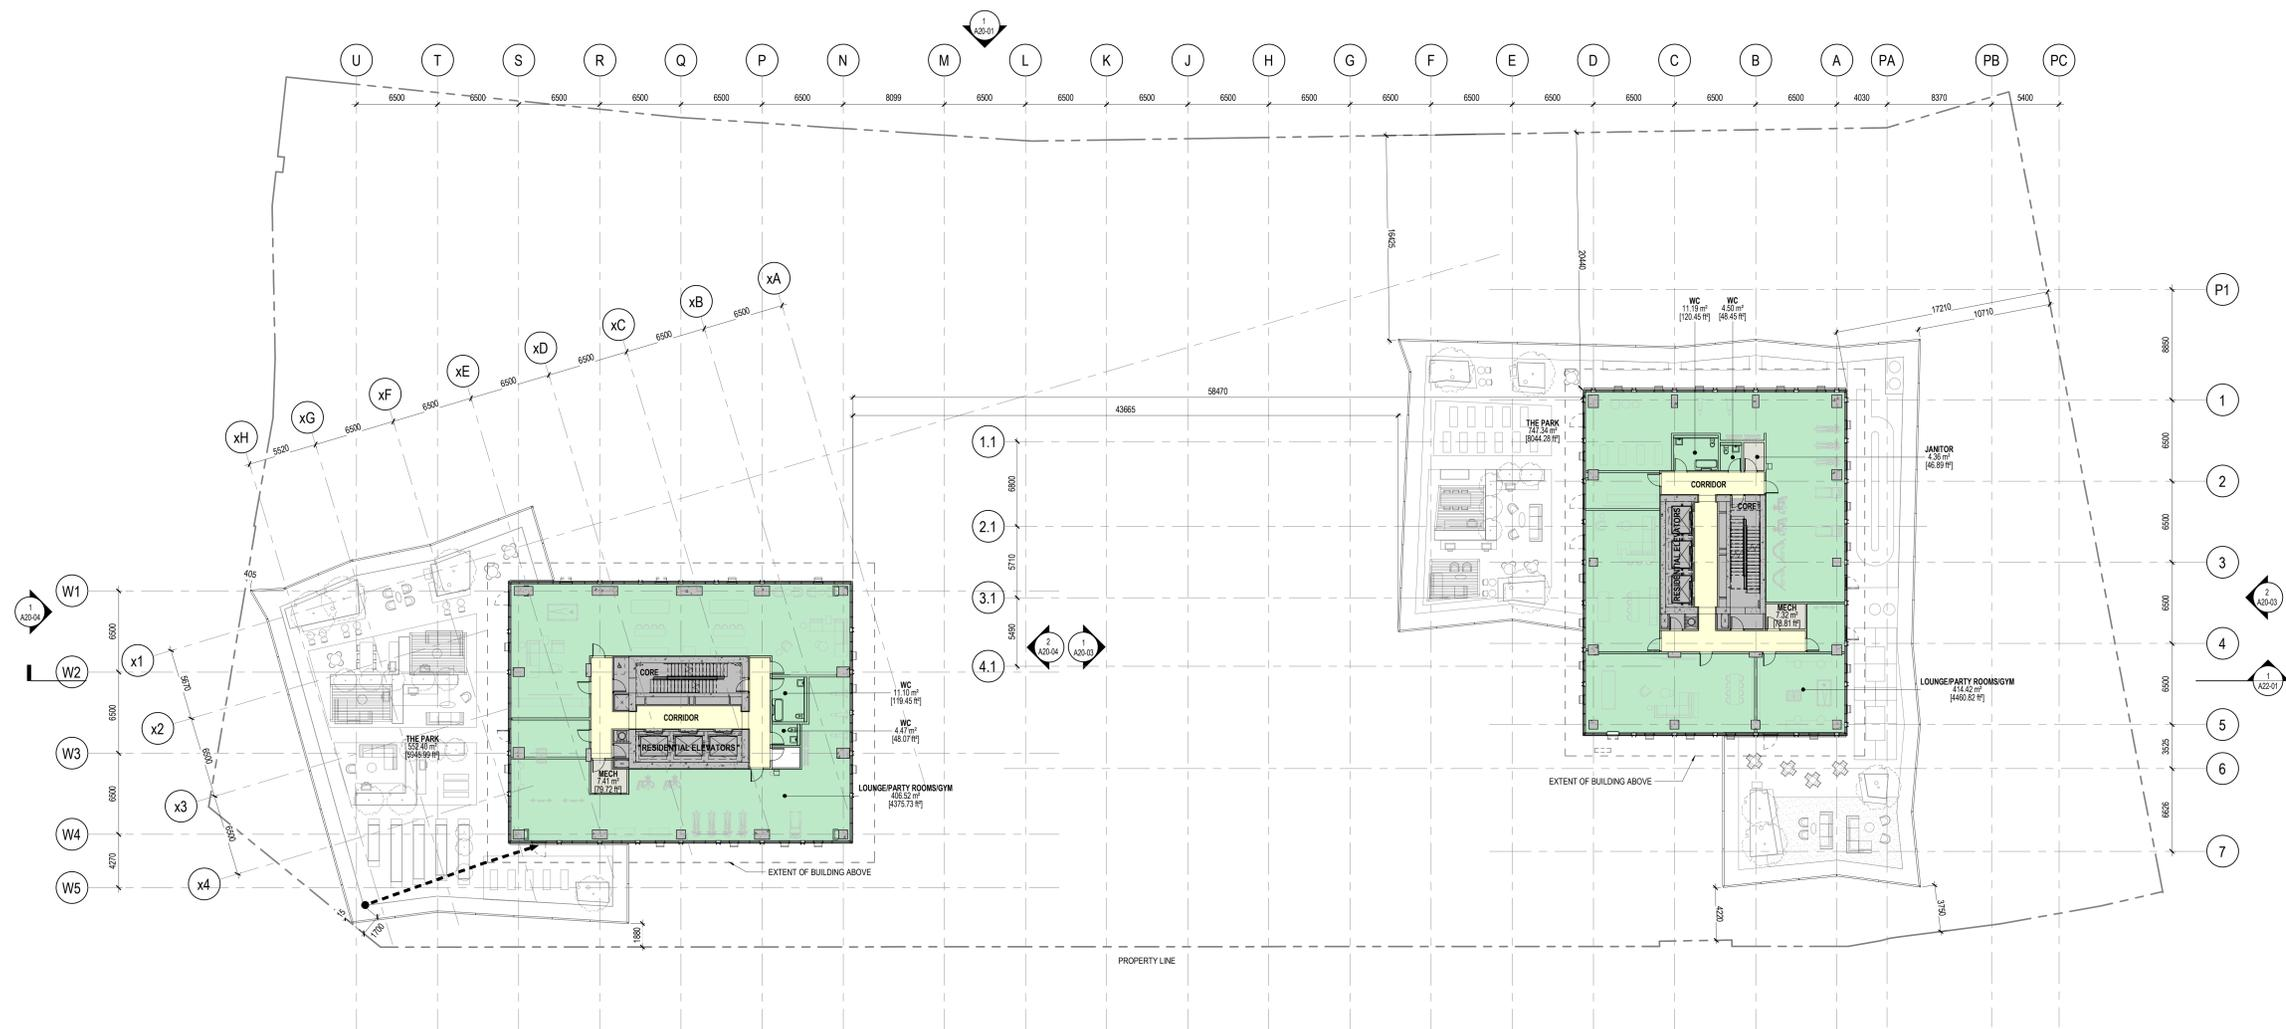 1
A20-01
U T S R Q P N M L K J H G F E D C B A PA PB PC
6500 6500 6500 6500 6500 6500 8099 6500 6500 6500 6500 6500 6500 6500 6500 6500 6500 6500 4030 8370 5400
16425
20440
xA
xB
xC
xD
xE
xF
xG
xH
6500
6500
6500
6500
6500
6500
5520
P1
1
2
3
4
5
6
7
8850
6500
6500
6500
6500
3525
6626
17210
10710
WC
11.19 m²
[120.45 ft²]
WC
4.50 m²
[48.45 ft²]
58470
43665
THE PARK
747.34 m²
[8044.28 ft²]
JANITOR
4.36 m²
[46.89 ft²]
CORRIDOR
CORE
RESIDENTIAL ELEVATORS
MECH
7.32 m²
[78.81 ft²]
LOUNGE/PARTY ROOMS/GYM
414.42 m²
[4460.82 ft²]
EXTENT OF BUILDING ABOVE
1.1
2.1
3.1
4.1
6800
5710
5490
2
A20-04
1
A20-03
2
A20-03
1
A22-01
1
A20-04
W1
W2
W3
W4
W5
6500
6500
6500
4270
405
x1
x2
x3
x4
5670
6500
6500
THE PARK
552.40 m²
[5945.99 ft²]
CORE
CORRIDOR
RESIDENTIAL ELEVATORS
WC
11.10 m²
[119.45 ft²]
WC
4.47 m²
[48.07 ft²]
MECH
7.41 m²
[79.72 ft²]
LOUNGE/PARTY ROOMS/GYM
406.52 m²
[4375.73 ft²]
EXTENT OF BUILDING ABOVE
15
1700
1880
4220
3750
PROPERTY LINE